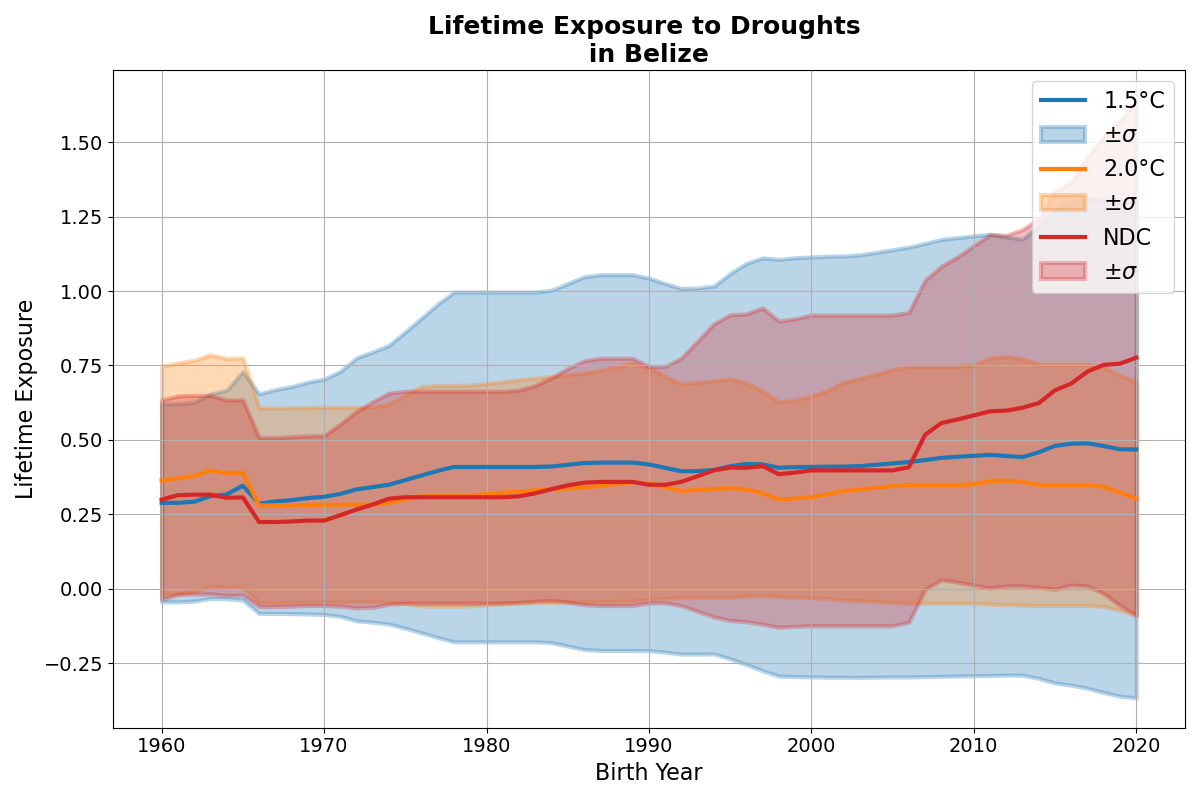 Lifetime Exposure to Droughts
in Belize
1.5°C
±σ
2.0°C
±σ
NDC
±σ
Lifetime Exposure
1.50
1.25
1.00
0.75
0.50
0.25
0.00
−0.25
1960 1970 1980 1990 2000 2010 2020
Birth Year